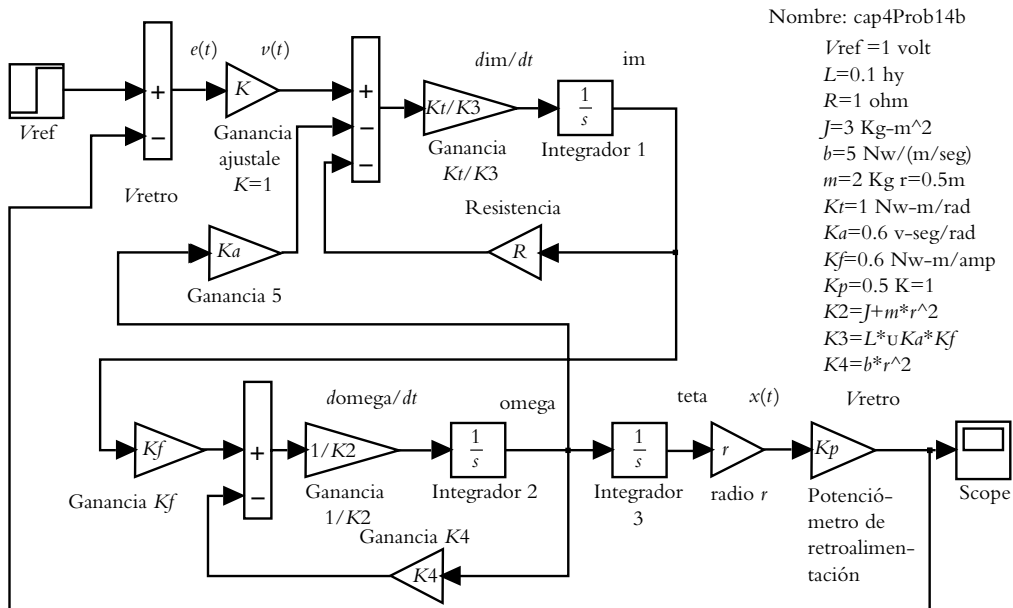 Nombre: cap4Prob14b
Vref =1 volt
L=0.1 hy
R=1 ohm
J=3 Kg-m^2
b=5 Nw/(m/seg)
m=2 Kg r=0.5m
Kt=1 Nw-m/rad
Ka=0.6 v-seg/rad
Kf=0.6 Nw-m/amp
Kp=0.5 K=1
K2=J+m*r^2
K3=L*uKa*Kf
K4=b*r^2
e(t)
v(t)
dim/dt
im
Vref
+
−
K
+
−
−
Kt/K3
1
s
Ganancia
ajustale
K=1
Ganancia
Kt/K3
Integrador 1
Vretro
Resistencia
Ka
R
Ganancia 5
domega/dt
omega
teta
x(t)
Vretro
Kf
+
−
1/K2
1
s
1
s
r
Kp
Ganancia Kf
Ganancia
1/K2
Integrador 2
Integrador
3
radio r
Potenció-
metro de
retroalimen-
tación
Scope
Ganancia K4
K4